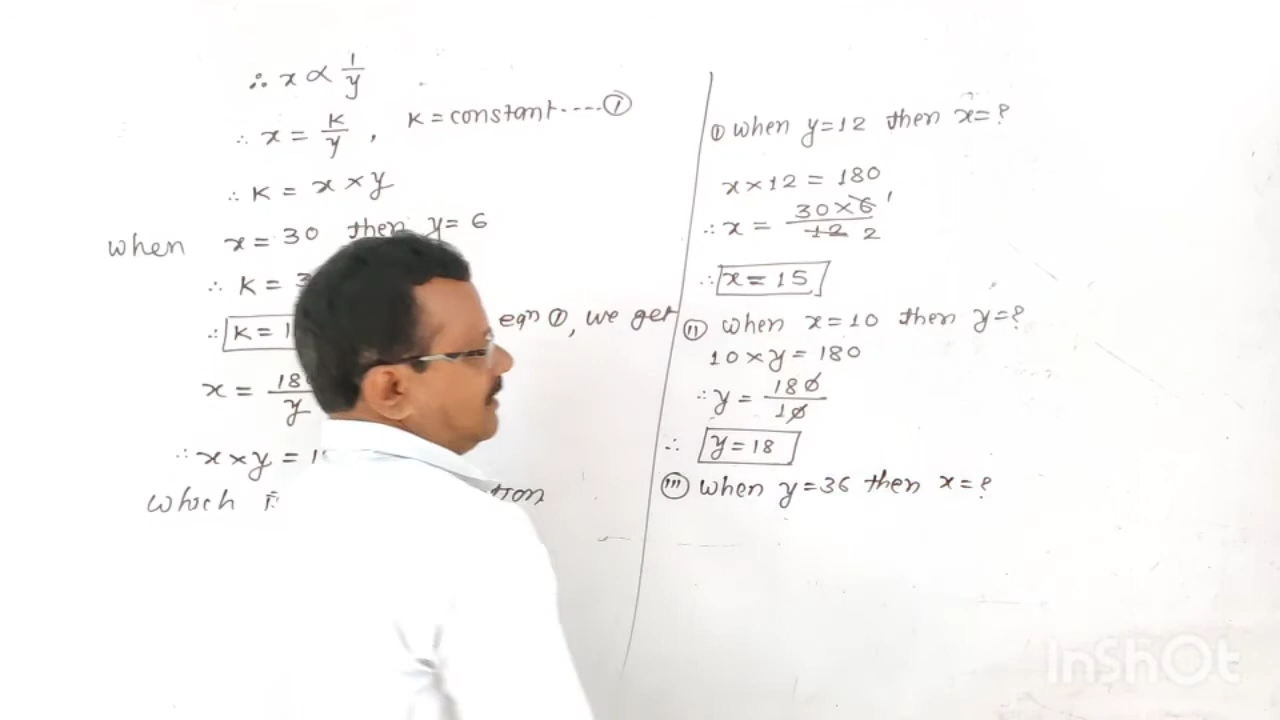 ∴ x ∝ 1/y
∴ x = K/y , K = constant ---- ①
∴ K = x × y
when x = 30 then y = 6
∴ K =
∴ K = 1
eqn ①, we get
x = 18 / y
∴ x × y = 1
which
① when y=12 then x=?
x × 12 = 180
∴ x = 30×6 / 12 1 2
∴ x = 15
ⅱ when x=10 then y=?
10 × y = 180
∴ y = 180 / 10
∴ y = 18
ⅲ when y=36 then x=?
InShOt